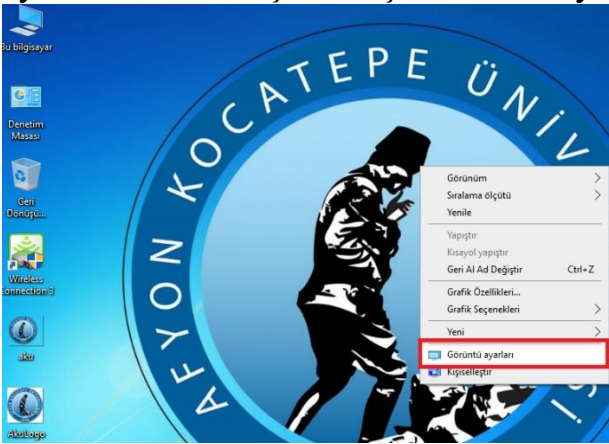 Bu bilgisayar
Denetim
Masası
Geri
Dönüşü...
Wireless
Connection 3
aku
AkuLogo
AFYON KOCATEPE ÜNİV
Sİ
Görünüm
Sıralama ölçütü
Yenile
Yapıştır
Kısayol yapıştır
Geri Al Ad Değiştir Ctrl+Z
Grafik Özellikleri...
Grafik Seçenekleri
Yeni
Görüntü ayarları
Kişiselleştir